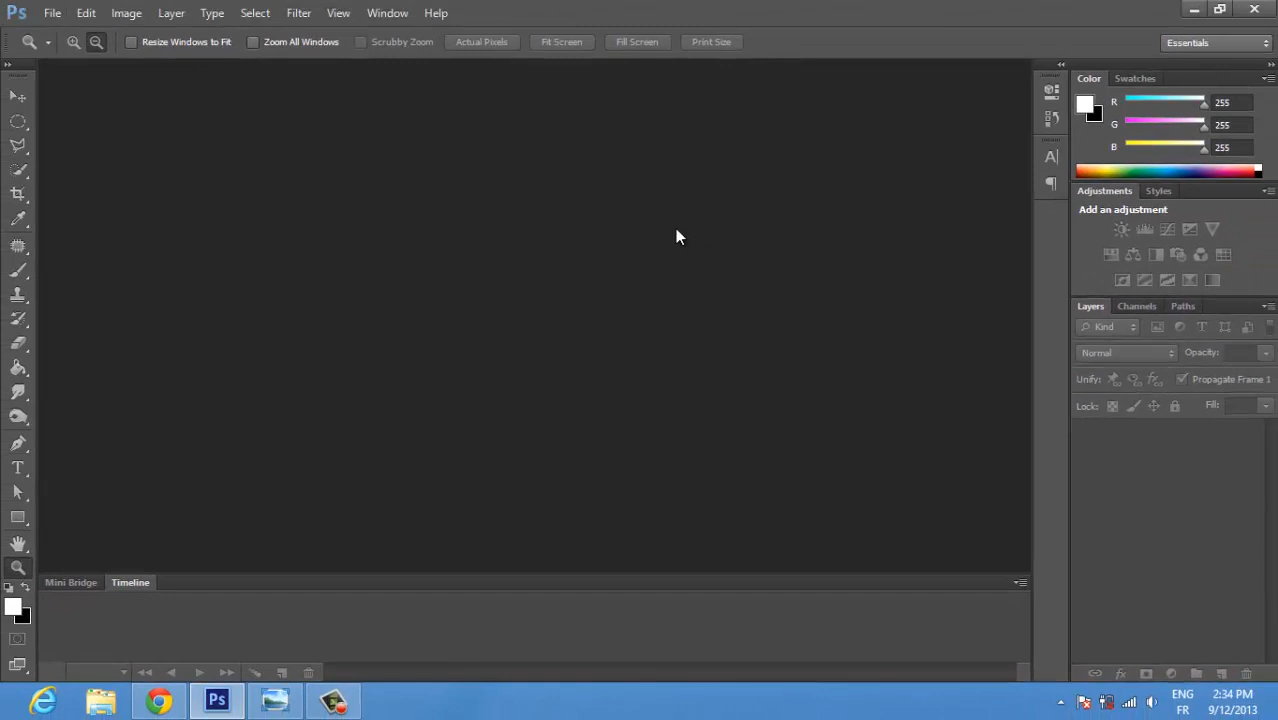 Ps File Edit Image Layer Type Select Filter View Window Help
Resize Windows to Fit Zoom All Windows Scrubby Zoom Actual Pixels Fit Screen Fill Screen Print Size Essentials
Color Swatches
R 255
G 255
B 255
Adjustments Styles
Add an adjustment
Layers Channels Paths
Kind
Normal Opacity:
Unify: Propagate Frame 1
Lock: Fill:
Mini Bridge Timeline
Ps
ENG 2:34 PM
FR 9/12/2013